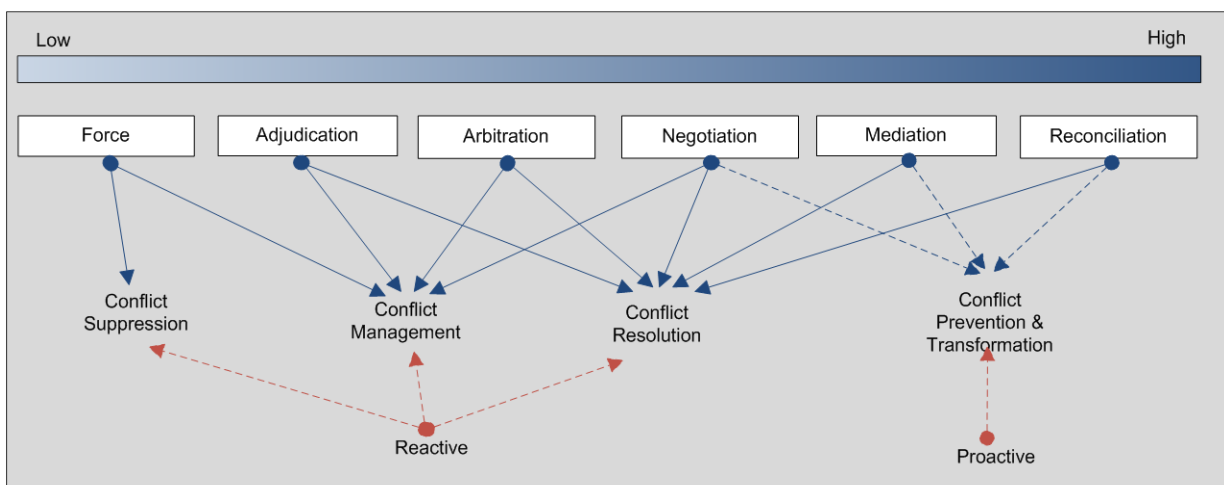 Low High
Force Adjudication Arbitration Negotiation Mediation Reconciliation
Conflict
Suppression
Conflict
Management
Conflict
Resolution
Conflict
Prevention &
Transformation
Reactive
Proactive